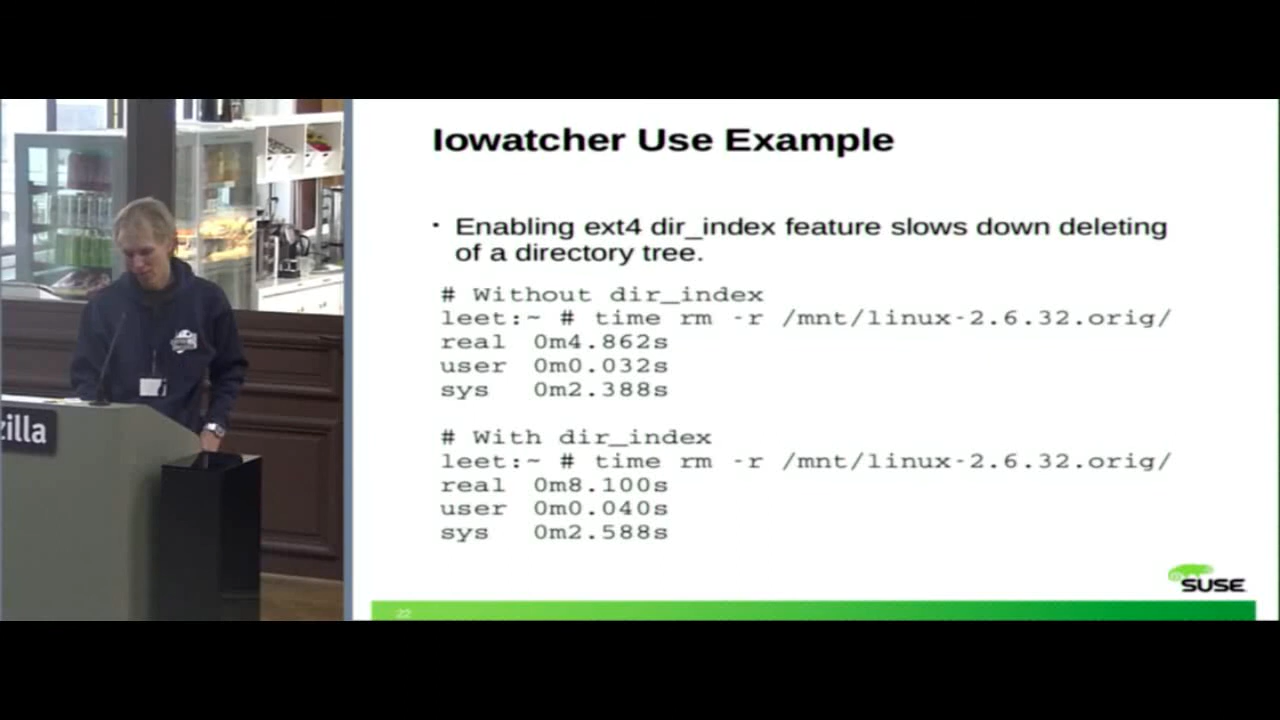 zilla
Iowatcher Use Example
· Enabling ext4 dir_index feature slows down deleting
of a directory tree.
# Without dir_index
leet:~ # time rm -r /mnt/linux-2.6.32.orig/
real 0m4.862s
user 0m0.032s
sys 0m2.388s
# With dir_index
leet:~ # time rm -r /mnt/linux-2.6.32.orig/
real 0m8.100s
user 0m0.040s
sys 0m2.588s
SUSE
22